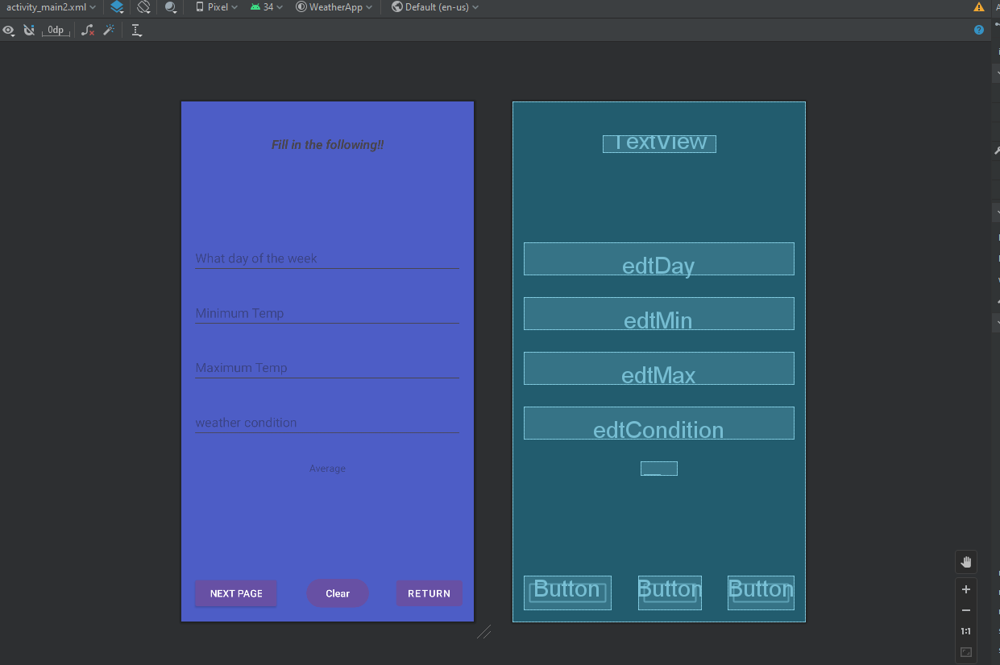 activity_main2.xml Pixel 34 WeatherApp Default (en-us)
0dp
?
Fill in the following!!
What day of the week
Minimum Temp
Maximum Temp
weather condition
Average
NEXT PAGE Clear RETURN
TextView
edtDay
edtMin
edtMax
edtCondition
Button Button Button
1:1